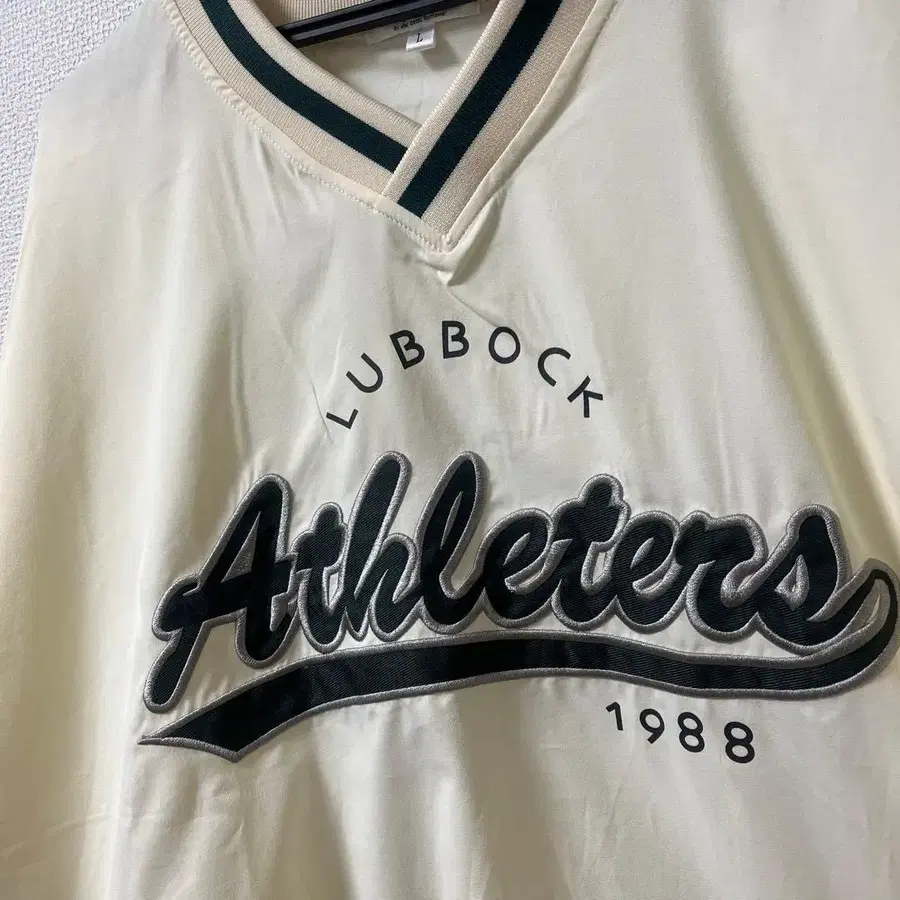 L
LUBBOCK
Athleters
1988